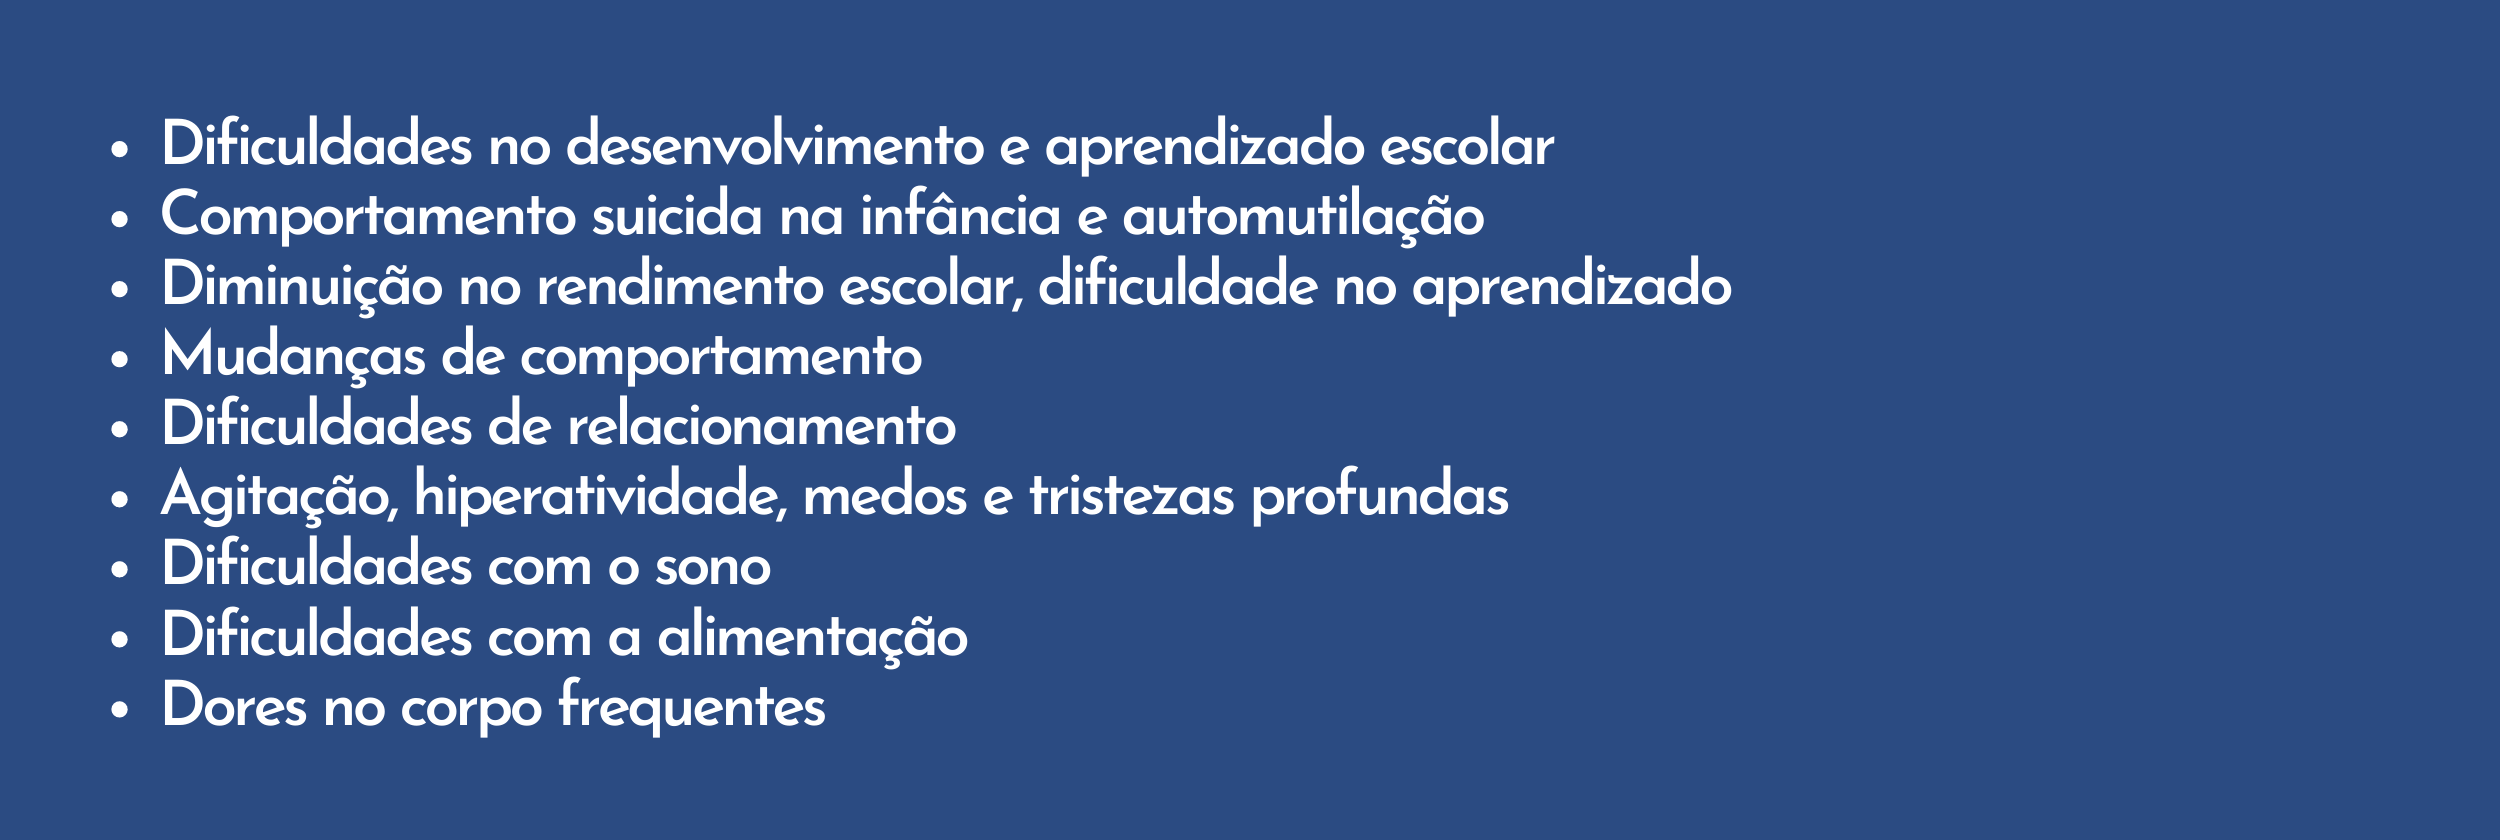 • Dificuldades no desenvolvimento e aprendizado escolar
• Comportamento suicida na infância e automutilação
• Diminuição no rendimento escolar, dificuldade no aprendizado
• Mudanças de comportamento
• Dificuldades de relacionamento
• Agitação, hiperatividade, medos e tristezas profundas
• Dificuldades com o sono
• Dificuldades com a alimentação
• Dores no corpo frequentes